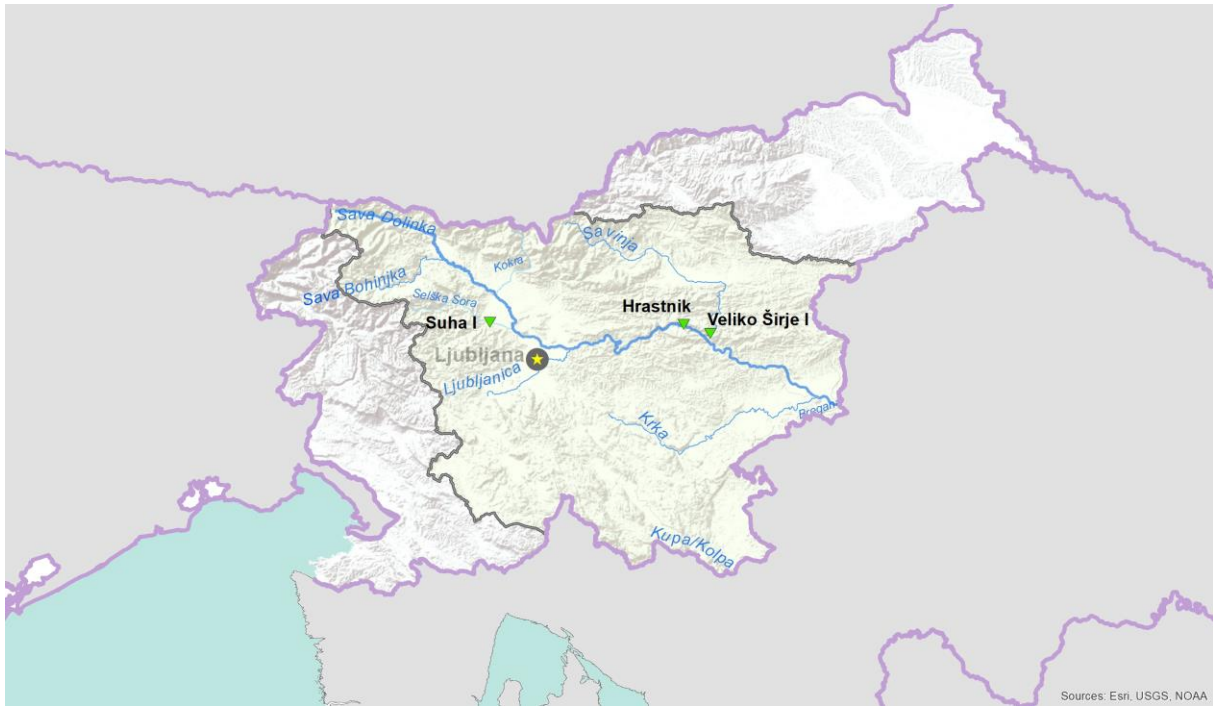 Sava Dolinka
Savinja
Kokra
Sava Bohinjka
Selška Sora
Hrastnik
Suha I
Veliko Širje I
Ljubljana
Ljubljanica
Krka
Kupa/Kolpa
Sources: Esri, USGS, NOAA